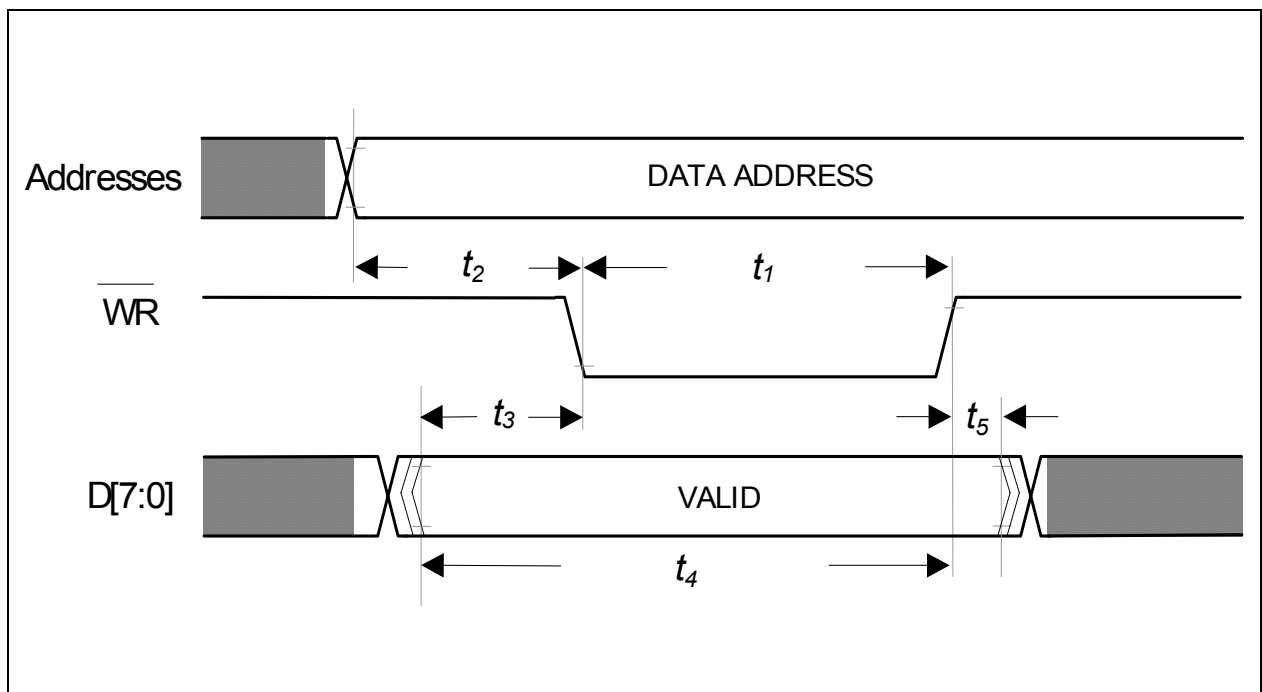 Addresses
DATA ADDRESS
t2
t1
WR
t3
t5
D[7:0]
VALID
t4